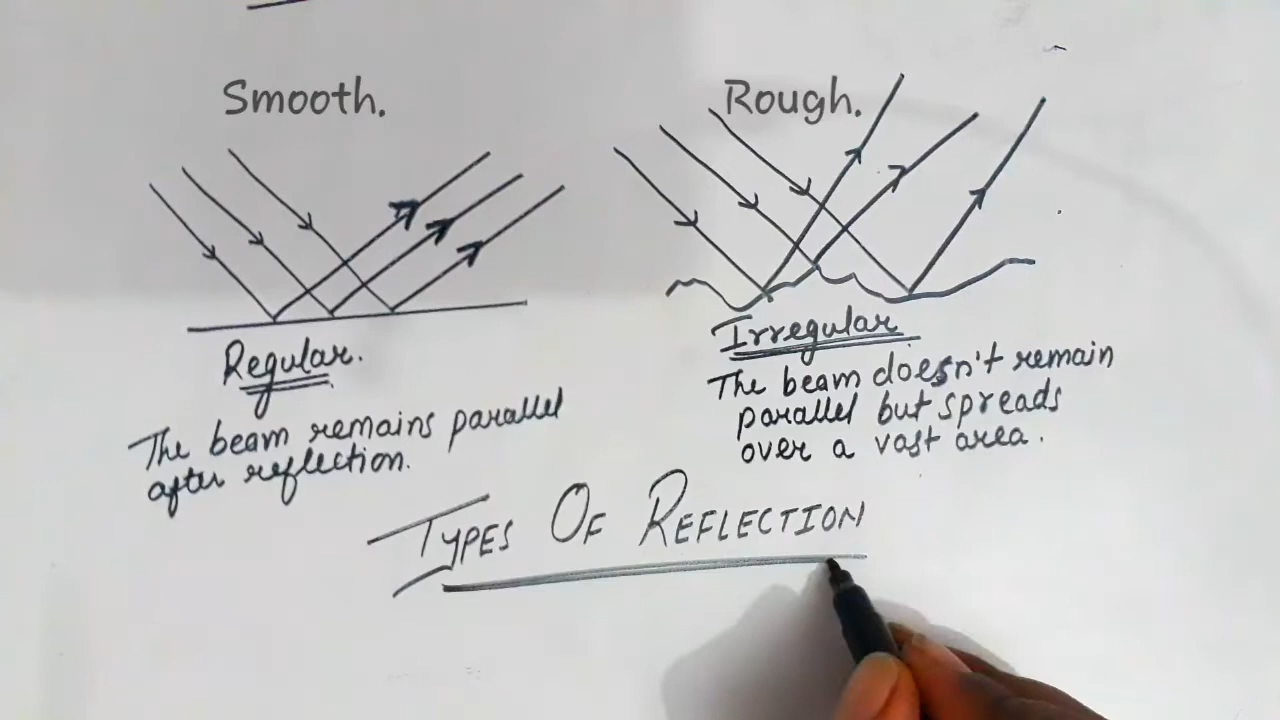 Smooth.
Rough.
Regular.
The beam remains parallel
after reflection.
Irregular
The beam doesn't remain
parallel but spreads
over a vast area.
TYPES OF REFLECTION